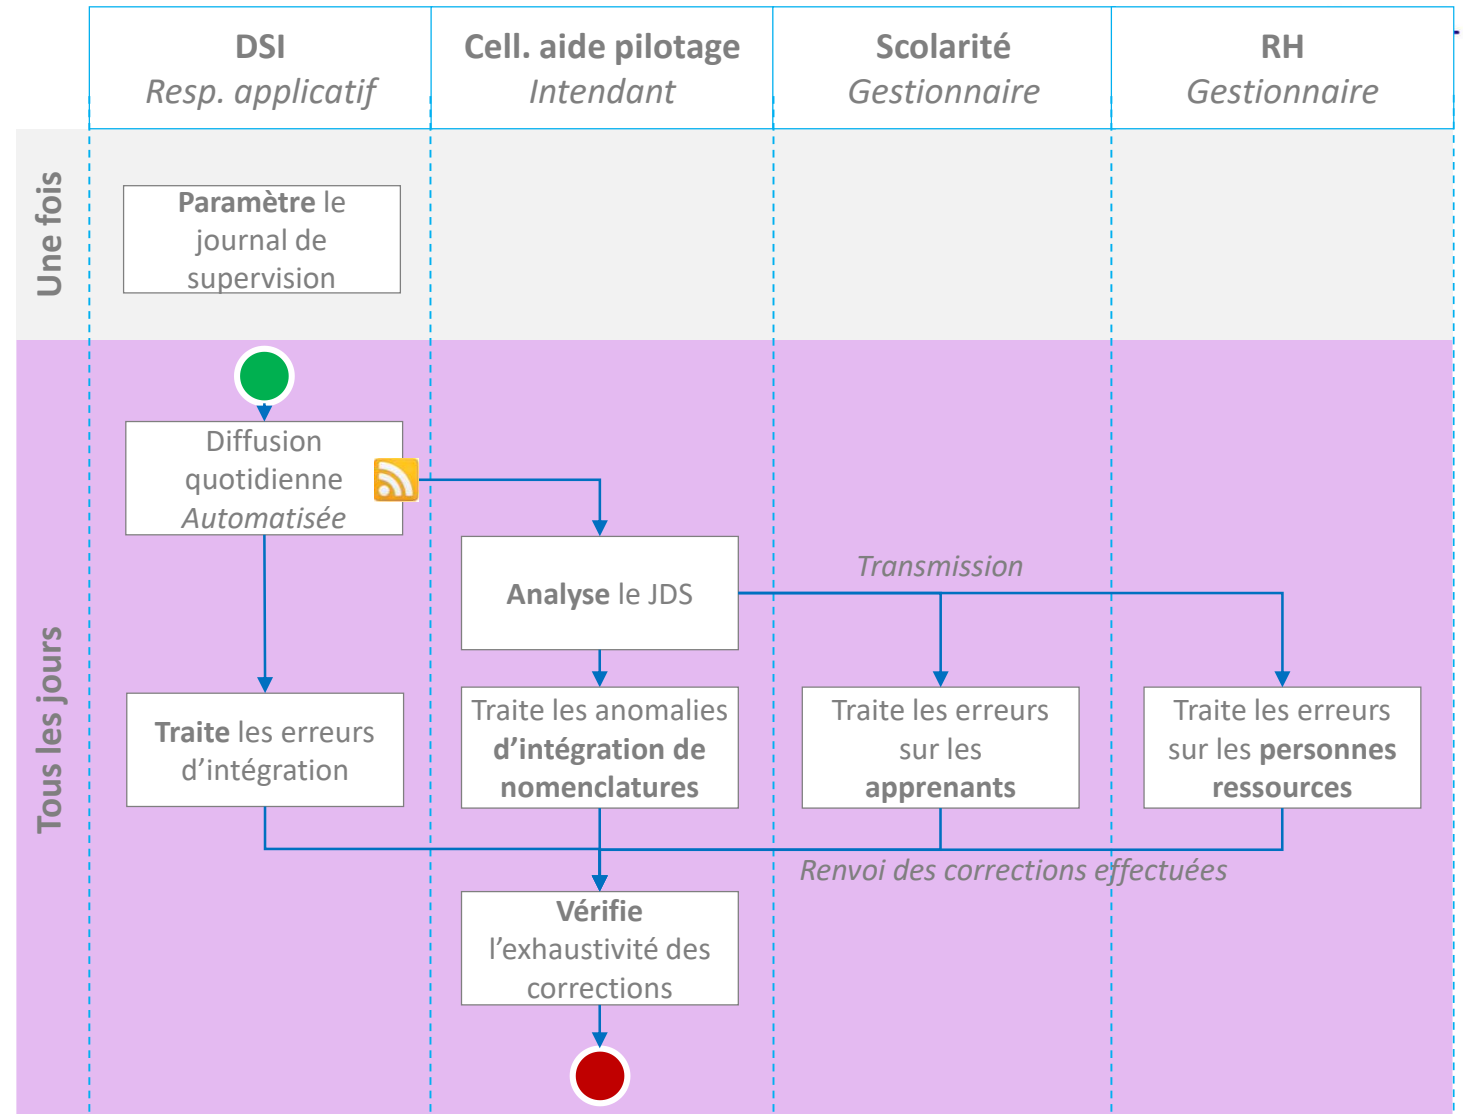 DSI
Resp. applicatif
Cell. aide pilotage
Intendant
Scolarité
Gestionnaire
RH
Gestionnaire
Une fois
Paramètre le
journal de
supervision
Tous les jours
Diffusion
quotidienne
Automatisée
Analyse le JDS
Transmission
Traite les erreurs
d’intégration
Traite les anomalies
d’intégration de
nomenclatures
Traite les erreurs
sur les
apprenants
Traite les erreurs
sur les personnes
ressources
Renvoi des corrections effectuées
Vérifie
l’exhaustivité des
corrections